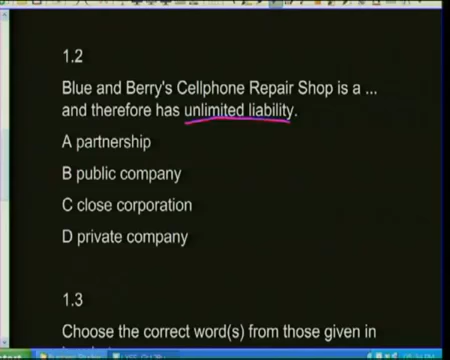 1.2
Blue and Berry's Cellphone Repair Shop is a ...
and therefore has unlimited liability.
A partnership
B public company
C close corporation
D private company
1.3
Choose the correct word(s) from those given in